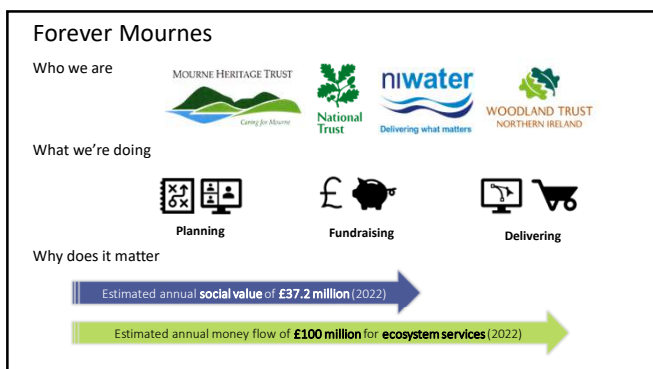 Forever Mournes
Who we are
MOURNE HERITAGE TRUST
Caring for Mourne
National
Trust
niwater
Delivering what matters
WOODLAND TRUST
NORTHERN IRELAND
What we're doing
£
Planning
Fundraising
Delivering
Why does it matter
Estimated annual social value of £37.2 million (2022)
Estimated annual money flow of £100 million for ecosystem services (2022)